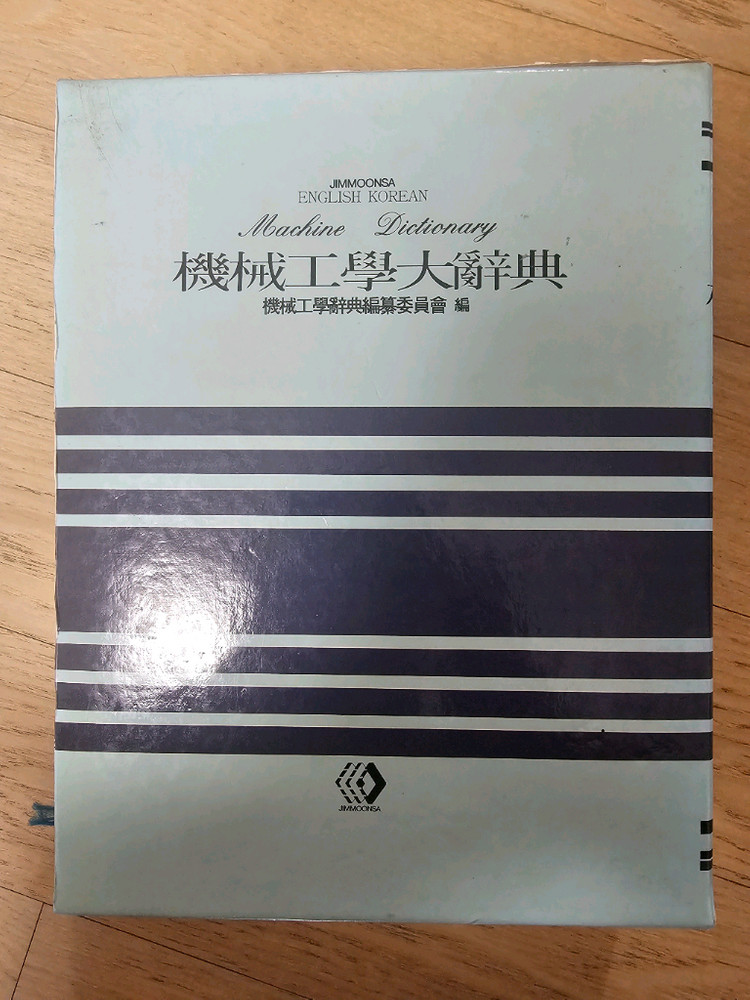 JIMMOONSA
ENGLISH KOREAN
Machine Dictionary
機械工學大辭典
機械工學辭典編纂委員會 編
JIMMOONSA